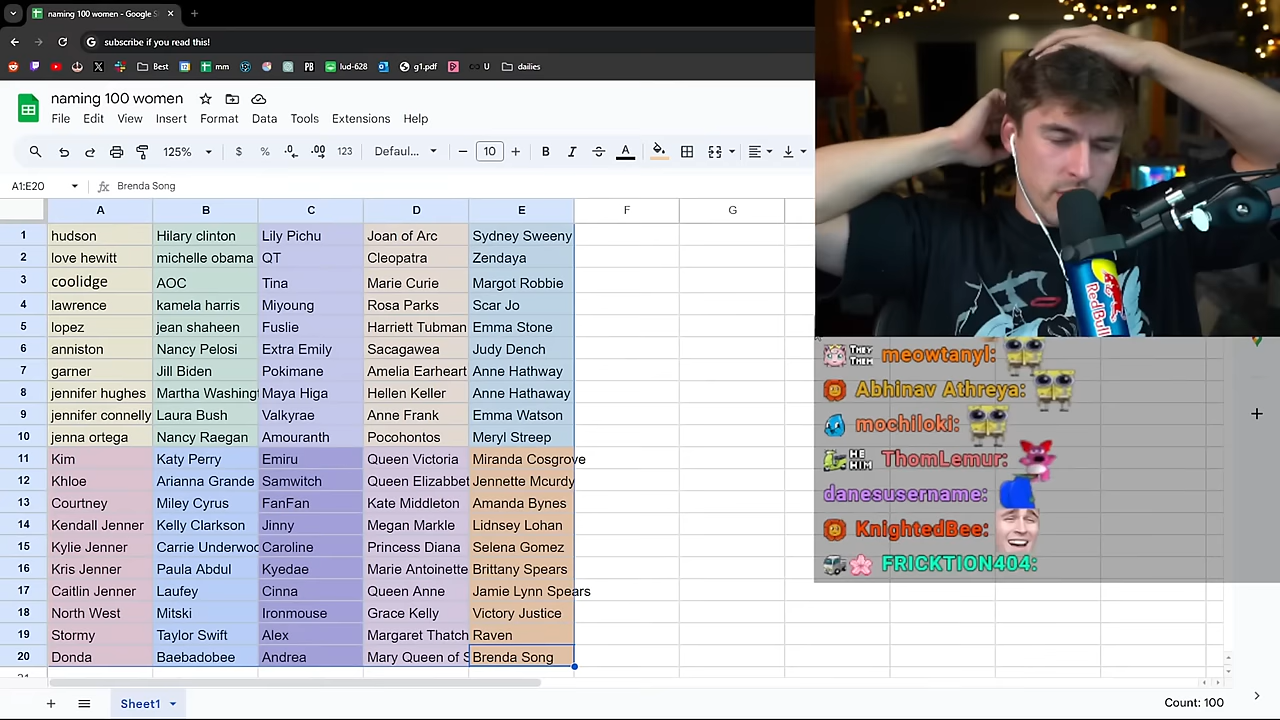 naming 100 women - Google S
subscribe if you read this!
Best
mm
PB
lud-628
g1.pdf
U
dailies
naming 100 women
File Edit View Insert Format Data Tools Extensions Help
125% $ % .0 .00 123 Defaul... 10 B I A
A1:E20 fx Brenda Song
A B C D E F G
1 hudson Hilary clinton Lily Pichu Joan of Arc Sydney Sweeny
2 love hewitt michelle obama QT Cleopatra Zendaya
3 coolidge AOC Tina Marie Curie Margot Robbie
4 lawrence kamela harris Miyoung Rosa Parks Scar Jo
5 lopez jean shaheen Fuslie Harriett Tubman Emma Stone
6 anniston Nancy Pelosi Extra Emily Sacagawea Judy Dench
7 garner Jill Biden Pokimane Amelia Earheart Anne Hathway
8 jennifer hughes Martha Washing Maya Higa Hellen Keller Anne Hathaway
9 jennifer connelly Laura Bush Valkyrae Anne Frank Emma Watson
10 jenna ortega Nancy Raegan Amouranth Pocohontos Meryl Streep
11 Kim Katy Perry Emiru Queen Victoria Miranda Cosgrove
12 Khloe Arianna Grande Samwitch Queen Elizabbet Jennette Mcurdy
13 Courtney Miley Cyrus FanFan Kate Middleton Amanda Bynes
14 Kendall Jenner Kelly Clarkson Jinny Megan Markle Lidnsey Lohan
15 Kylie Jenner Carrie Underwoo Caroline Princess Diana Selena Gomez
16 Kris Jenner Paula Abdul Kyedae Marie Antoinette Brittany Spears
17 Caitlin Jenner Laufey Cinna Queen Anne Jamie Lynn Spears
18 North West Mitski Ironmouse Grace Kelly Victory Justice
19 Stormy Taylor Swift Alex Margaret Thatch Raven
20 Donda Baebadobee Andrea Mary Queen of S Brenda Song
Sheet1
Count: 100
RedBull
THEY THEM meowtanyl:
Abhinav Athreya:
mochiloki:
HE HIM ThomLemur:
danesusername:
KnightedBee:
FRICKTION404: